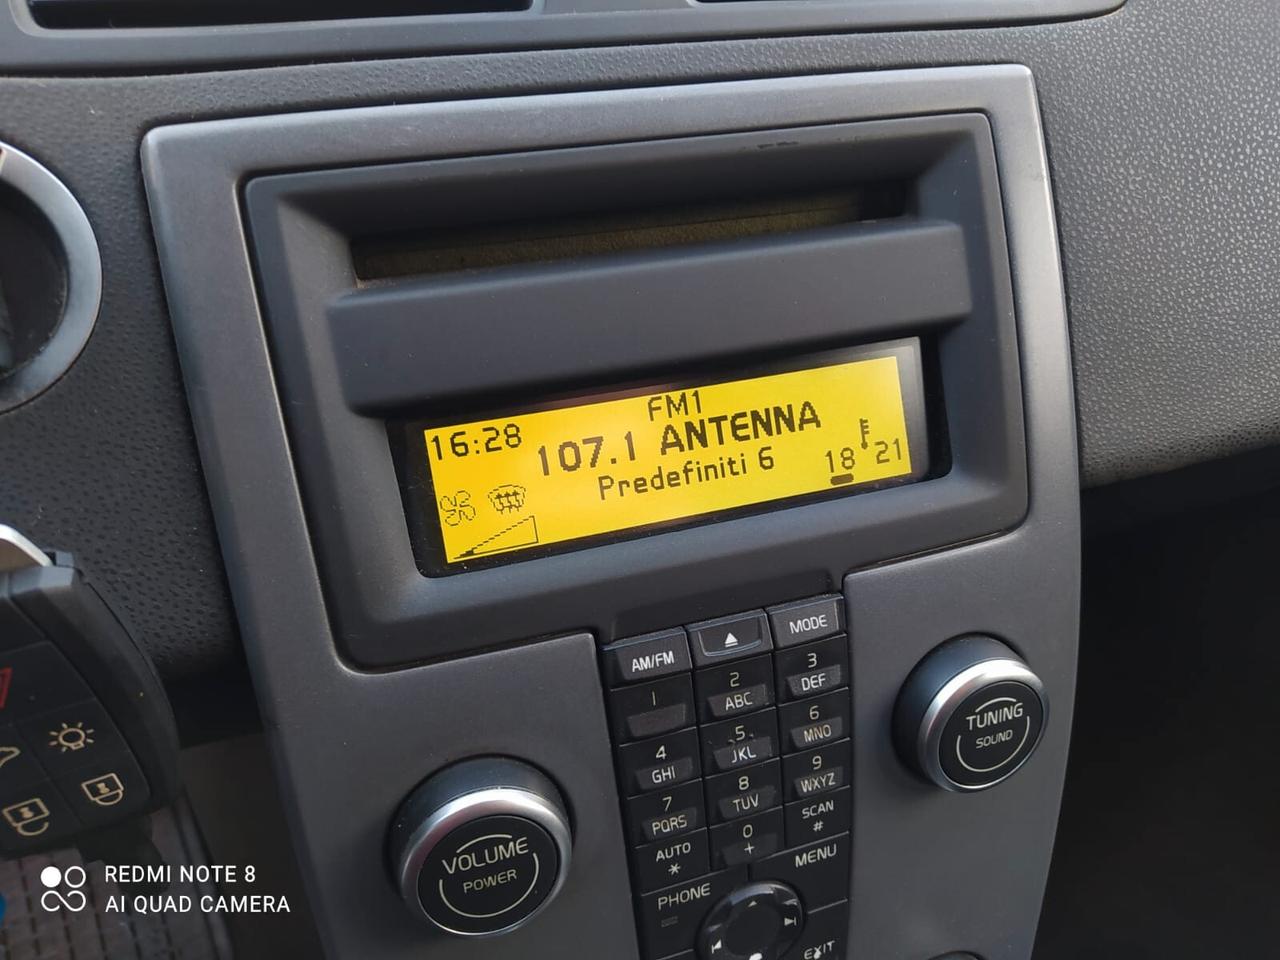 FM1
16:28
107.1 ANTENNA
Predefiniti 6
18 21
AM/FM
MODE
1
2
ABC
3
DEF
4
GHI
5
JKL
6
MNO
7
PQRS
8
TUV
9
WXYZ
AUTO
*
0
+
SCAN
#
PHONE
MENU
EXIT
VOLUME
POWER
TUNING
SOUND
REDMI NOTE 8
AI QUAD CAMERA